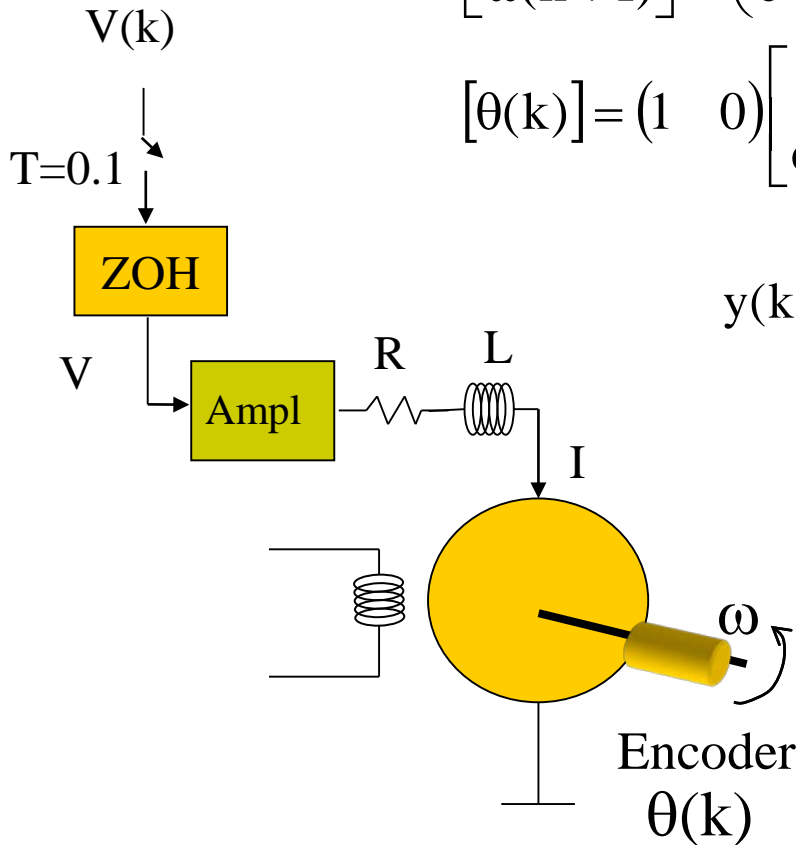 V(k)
[θ(k)] = (1 0)[
T=0.1
ZOH
y(k
V
R
L
Ampl
I
ω
Encoder
θ(k)